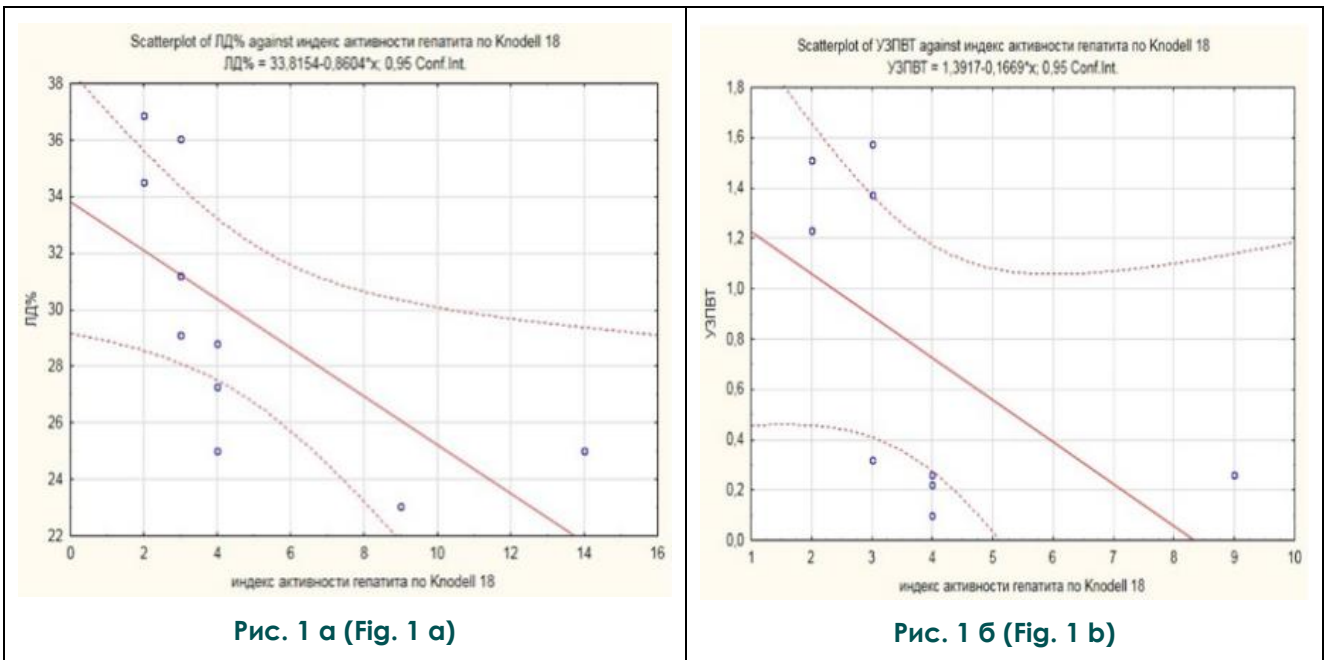 Scatterplot of ЛД% against индекс активности гепатита по Knodell 18
ЛД% = 33,8154-0,8604*x; 0,95 Conf.Int.
38
36
34
32
30
28
26
24
22
ЛД%
0 2 4 6 8 10 12 14 16
индекс активности гепатита по Knodell 18
Рис. 1 а (Fig. 1 a)
Scatterplot of УЗПВТ against индекс активности гепатита по Knodell 18
УЗПВТ = 1,3917-0,1669*x; 0,95 Conf.Int.
1,8
1,6
1,4
1,2
1,0
0,8
0,6
0,4
0,2
0,0
УЗПВТ
1 2 3 4 5 6 7 8 9 10
индекс активности гепатита по Knodell 18
Рис. 1 б (Fig. 1 b)